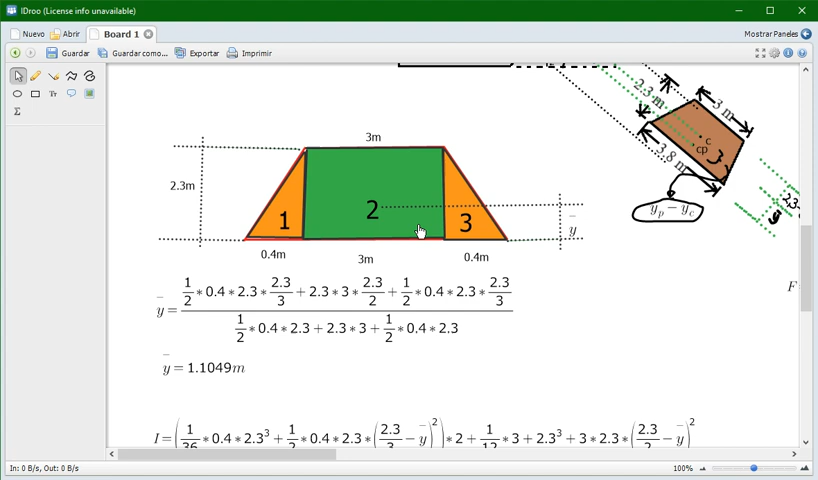 IDroo (License info unavailable)
Nuevo Abrir Board 1 Mostrar Paneles
Guardar Guardar como... Exportar Imprimir
Tr
Σ
2.3 m
3 m
c
cp
3.8 m
y_p − y_c
3m
2.3m
1 2 3
y̅
0.4m 3m 0.4m
y̅ = (1/2 * 0.4 * 2.3 * 2.3/3 + 2.3 * 3 * 2.3/2 + 1/2 * 0.4 * 2.3 * 2.3/3) / (1/2 * 0.4 * 2.3 + 2.3 * 3 + 1/2 * 0.4 * 2.3)
F
y̅ = 1.1049m
I = (1/36 * 0.4 * 2.3³ + 1/2 * 0.4 * 2.3 * (2.3/3 − y̅)²) * 2 + 1/12 * 3 + 2.3³ + 3 * 2.3 * (2.3/2 − y̅)²
In: 0 B/s, Out: 0 B/s 100%